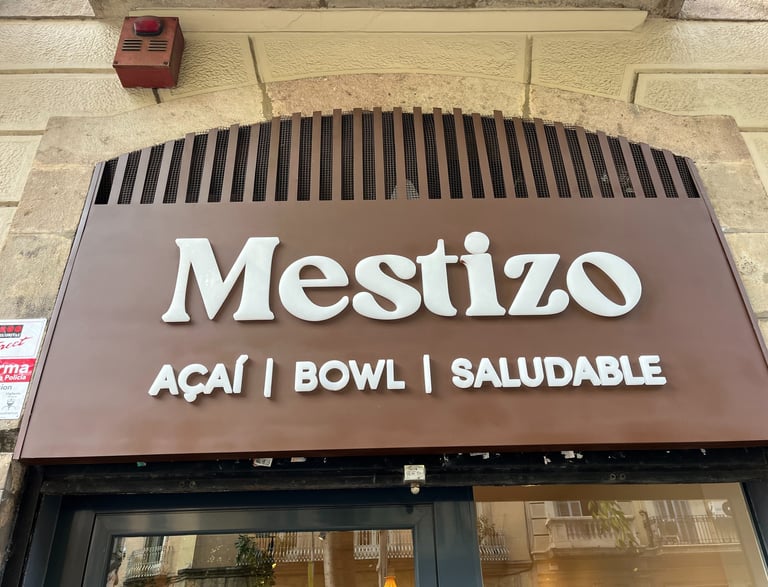 Mestizo
AÇAÍ | BOWL | SALUDABLE